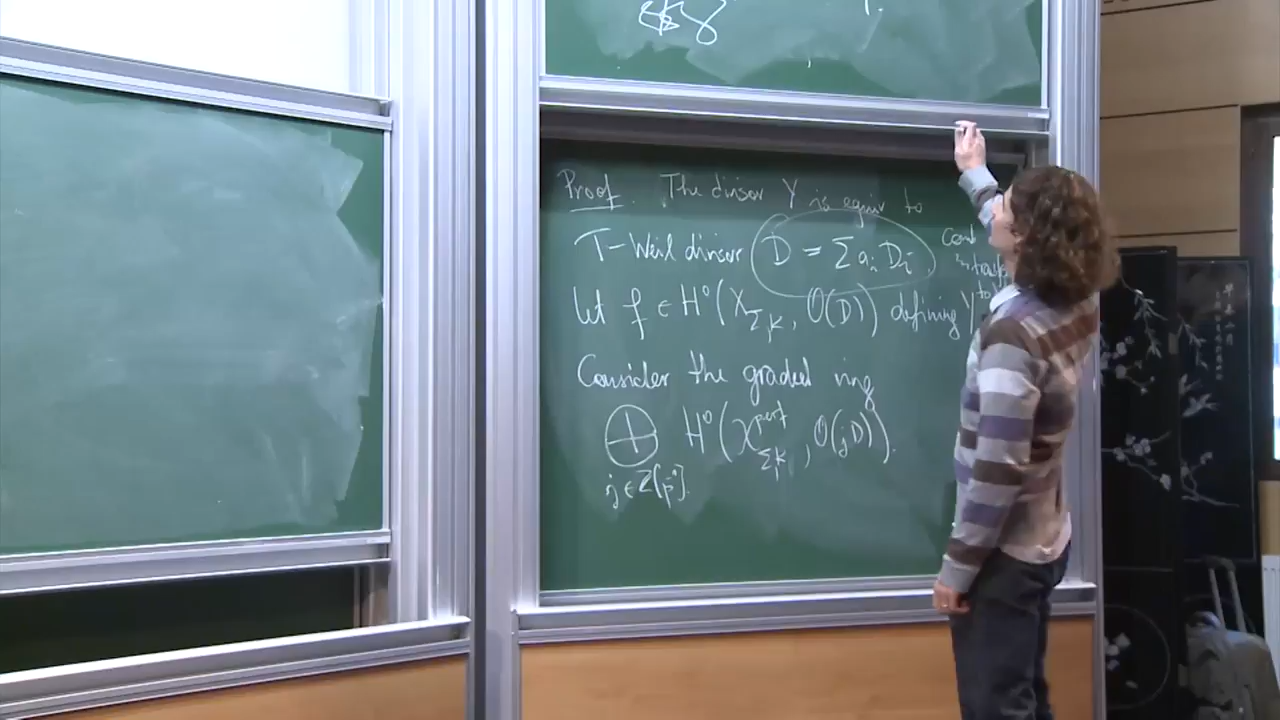 Proof. The divisor Y is equiv to
T-Weil divisor D = Σ a_i D_i.
Let f ∈ H⁰(X_{Σ,K}, O(D)) defining Y
Consider the graded ring
⊕ H⁰(X^{perf}_{Σ,K}, O(jD)).
j ∈ Z[p⁻¹].